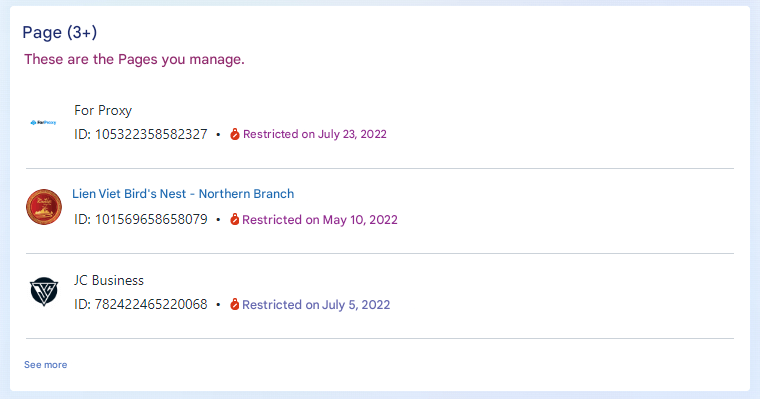 Page (3+)
These are the Pages you manage.
For Proxy
ForProxy
ID: 105322358582327 • Restricted on July 23, 2022
Lien Viet Bird's Nest - Northern Branch
ID: 101569658658079 • Restricted on May 10, 2022
JC Business
ID: 782422465220068 • Restricted on July 5, 2022
See more